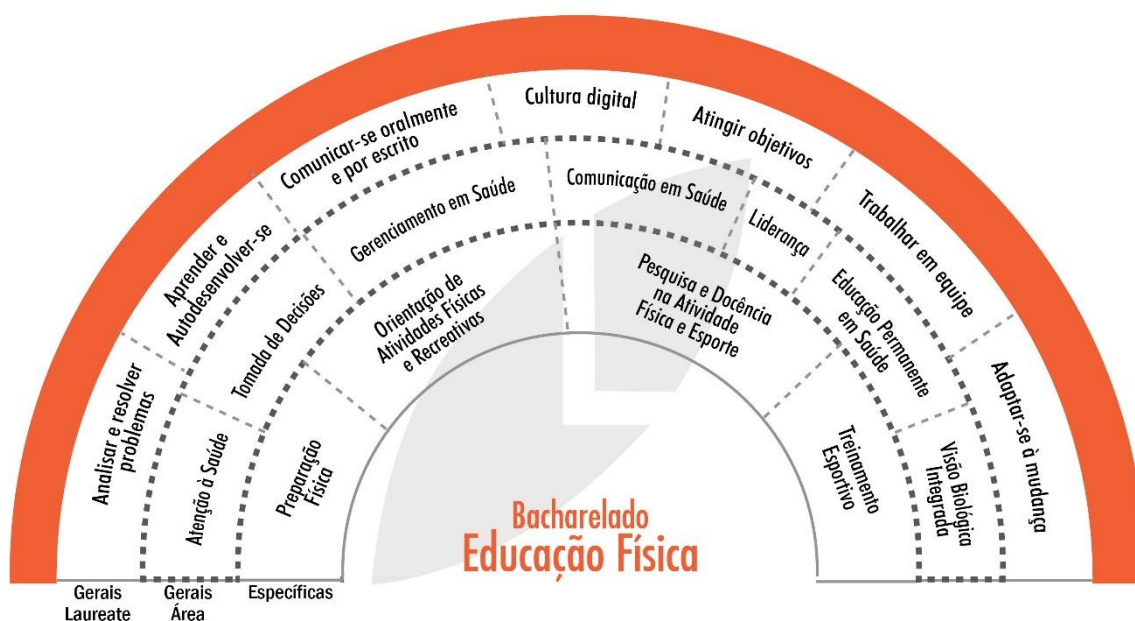 Analisar e resolver
problemas
Aprender e
Autodesenvolver-se
Comunicar-se oralmente
e por escrito
Cultura digital
Atingir objetivos
Trabalhar em equipe
Adaptar-se à mudança
Atenção à Saúde
Tomada de Decisões
Gerenciamento em Saúde
Comunicação em Saúde
Liderança
Educação Permanente
em Saúde
Visão Biológica
Integrada
Preparação
Física
Orientação de
Atividades Físicas
e Recreativas
Pesquisa e Docência
na Atividade
Física e Esporte
Treinamento
Esportivo
Bacharelado
Educação Física
Gerais
Laureate
Gerais
Área
Específicas